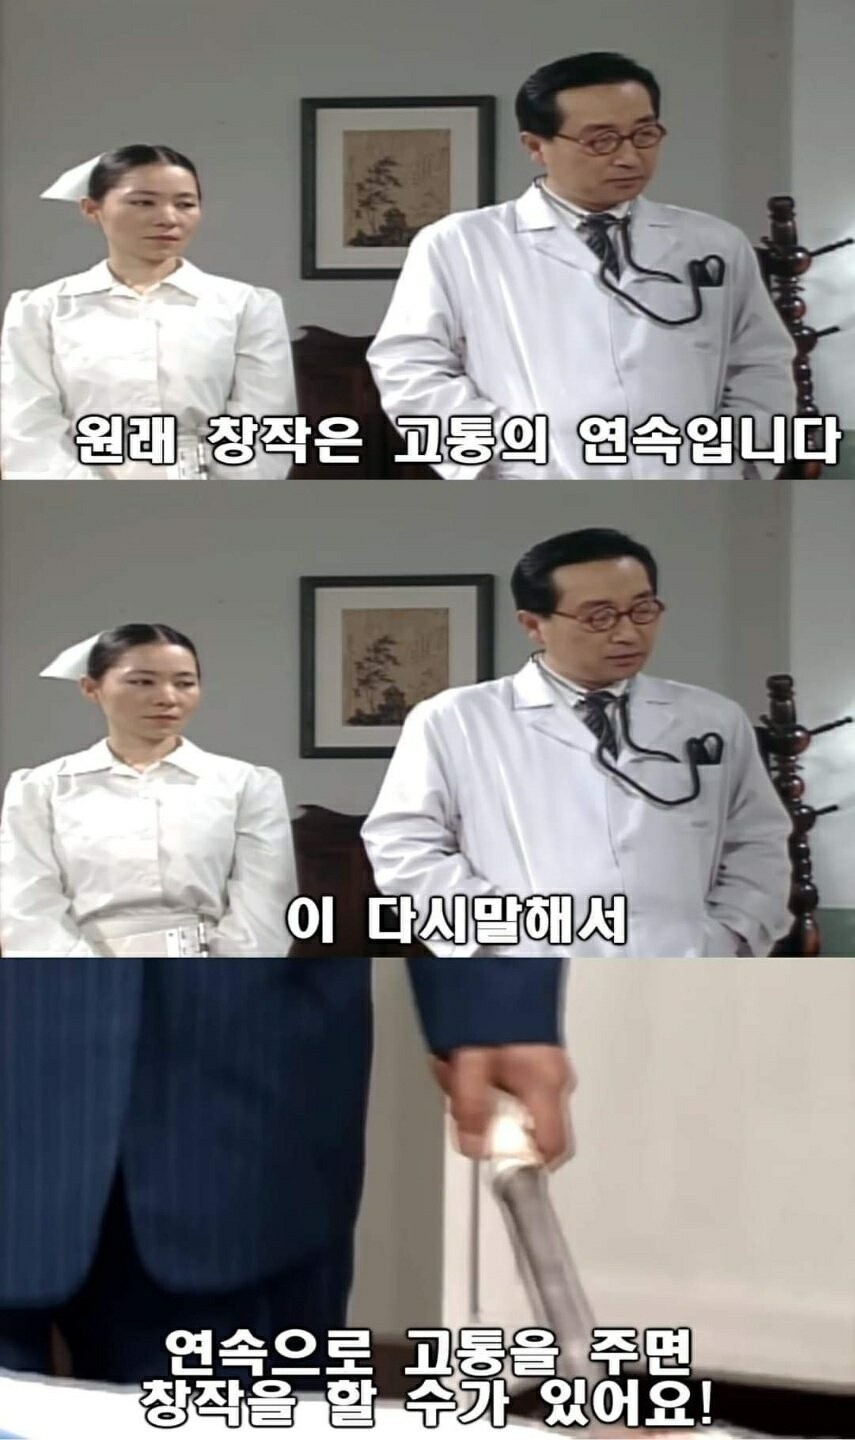 원래 창작은 고통의 연속입니다
이 다시말해서
연속으로 고통을 주면
창작을 할 수가 있어요!